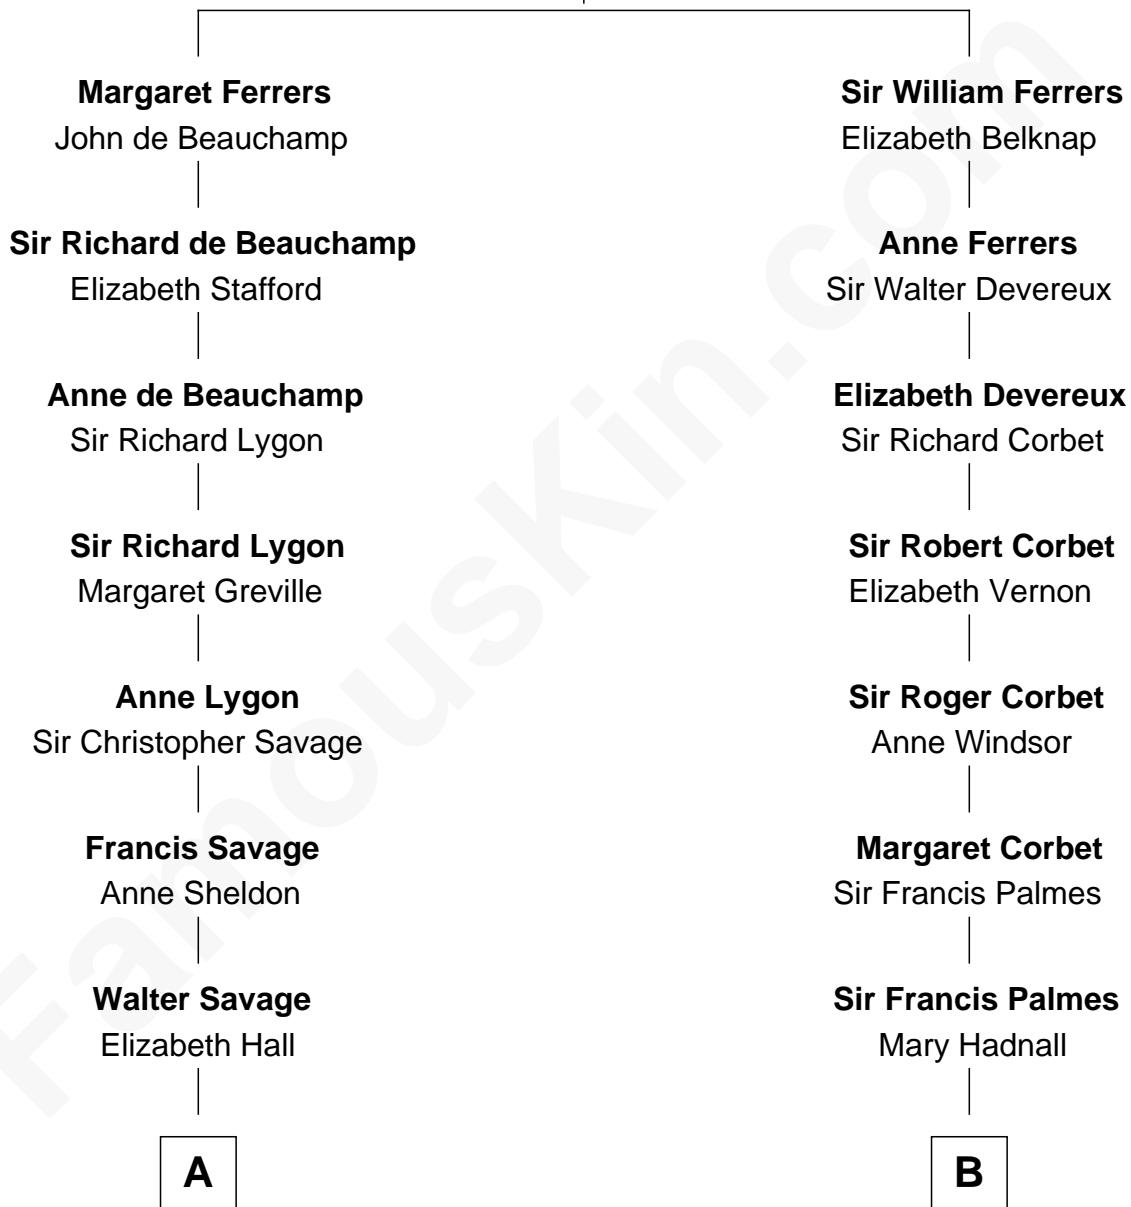 Margaret Ferrers
John de Beauchamp
Sir Richard de Beauchamp
Elizabeth Stafford
Anne de Beauchamp
Sir Richard Lygon
Sir Richard Lygon
Margaret Greville
Anne Lygon
Sir Christopher Savage
Francis Savage
Anne Sheldon
Walter Savage
Elizabeth Hall
A
Sir William Ferrers
Elizabeth Belknap
Anne Ferrers
Sir Walter Devereux
Elizabeth Devereux
Sir Richard Corbet
Sir Robert Corbet
Elizabeth Vernon
Sir Roger Corbet
Anne Windsor
Margaret Corbet
Sir Francis Palmes
Sir Francis Palmes
Mary Hadnall
B
FamousKin.com